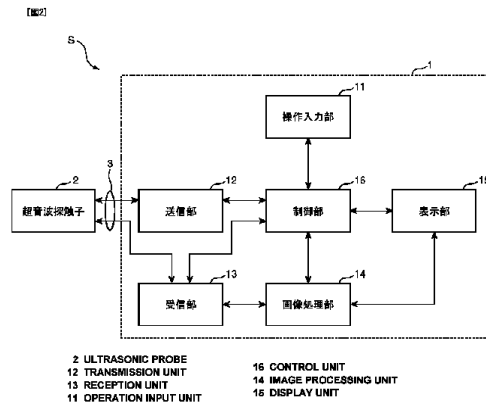 [図2]
S
1
11
操作入力部
2
3
12
16
15
超音波探触子
送信部
制御部
表示部
13
14
受信部
画像処理部
2 ULTRASONIC PROBE
12 TRANSMISSION UNIT
13 RECEPTION UNIT
11 OPERATION INPUT UNIT
16 CONTROL UNIT
14 IMAGE PROCESSING UNIT
15 DISPLAY UNIT